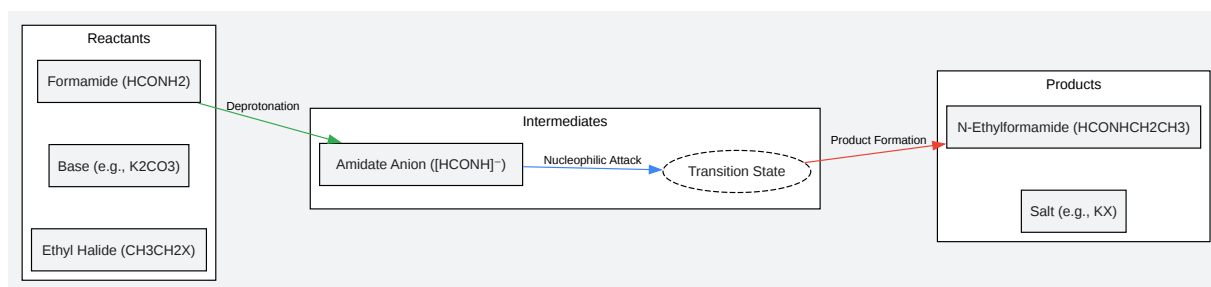 Reactants
Formamide (HCONH2)
Base (e.g., K2CO3)
Ethyl Halide (CH3CH2X)
Deprotonation
Intermediates
Amidate Anion ([HCONH]⁻)
Nucleophilic Attack
Transition State
Product Formation
Products
N-Ethylformamide (HCONHCH2CH3)
Salt (e.g., KX)